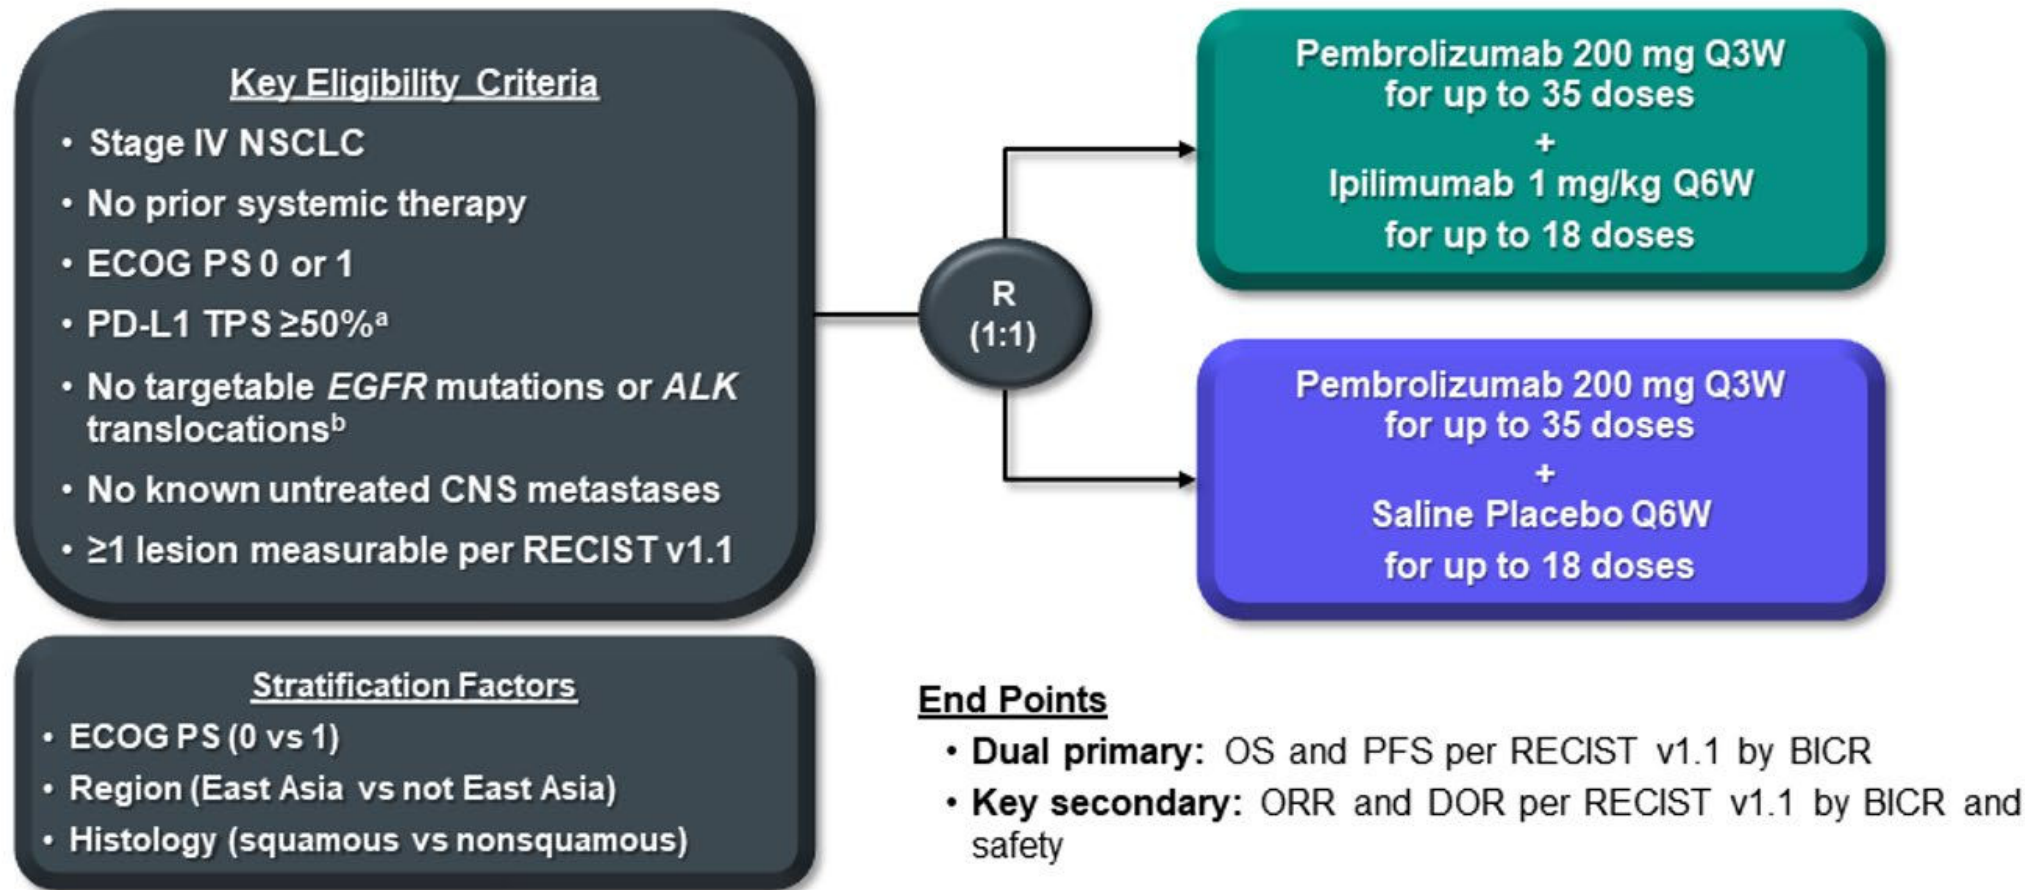 Key Eligibility Criteria
• Stage IV NSCLC
• No prior systemic therapy
• ECOG PS 0 or 1
• PD-L1 TPS ≥50%ᵃ
• No targetable EGFR mutations or ALK
translocationsᵇ
• No known untreated CNS metastases
• ≥1 lesion measurable per RECIST v1.1
Stratification Factors
• ECOG PS (0 vs 1)
• Region (East Asia vs not East Asia)
• Histology (squamous vs nonsquamous)
R
(1:1)
Pembrolizumab 200 mg Q3W
for up to 35 doses
+
Ipilimumab 1 mg/kg Q6W
for up to 18 doses
Pembrolizumab 200 mg Q3W
for up to 35 doses
+
Saline Placebo Q6W
for up to 18 doses
End Points
• Dual primary: OS and PFS per RECIST v1.1 by BICR
• Key secondary: ORR and DOR per RECIST v1.1 by BICR and
safety